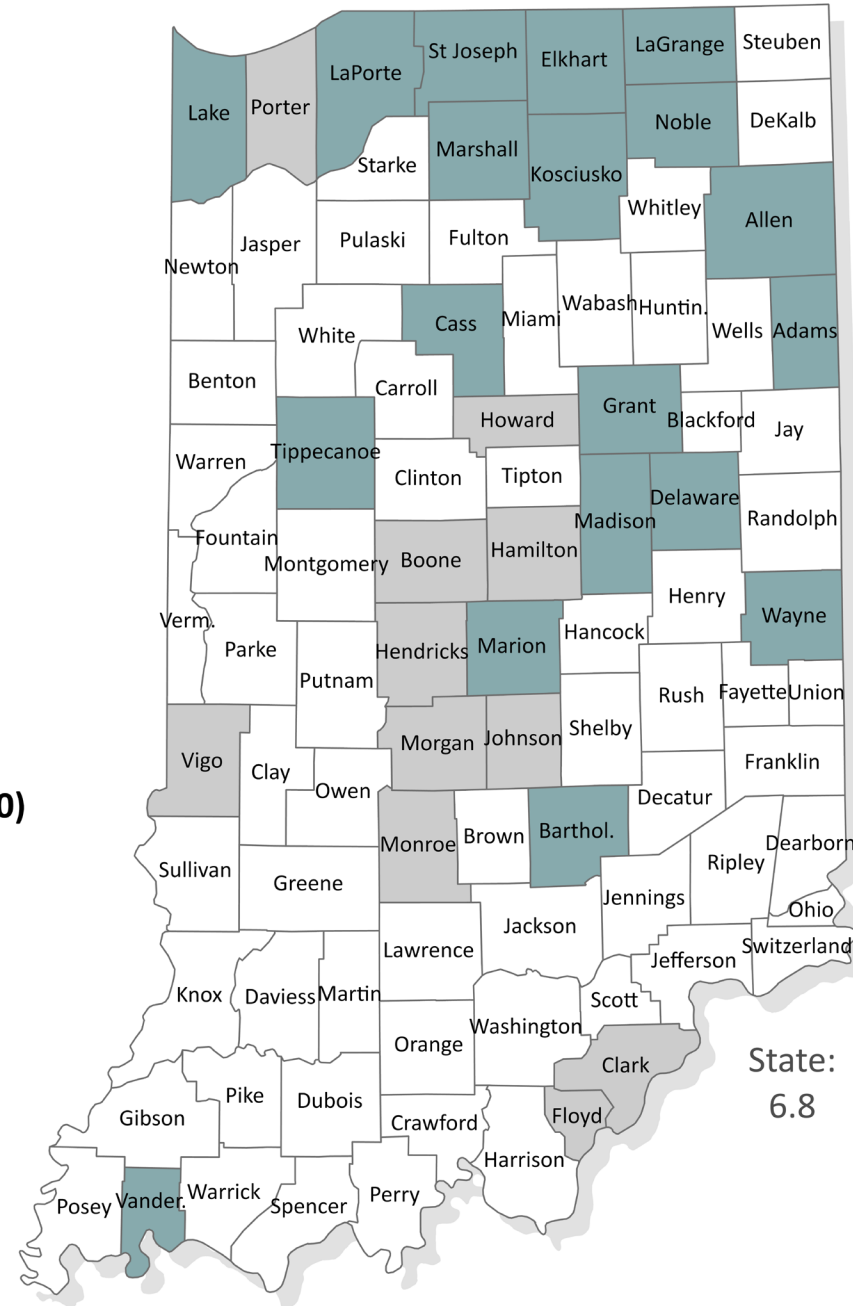 Steuben
LaGrange
St Joseph
Elkhart
LaPorte
Porter
Lake
DeKalb
Noble
Marshall
Starke
Kosciusko
Whitley
Allen
Fulton
Pulaski
Jasper
Newton
Wabash
Huntin.
Miami
Cass
Wells
Adams
White
Benton
Carroll
Grant
Howard
Blackford
Jay
Tippecanoe
Warren
Tipton
Clinton
Delaware
Madison
Randolph
Fountain
Hamilton
Boone
Montgomery
Henry
Wayne
Verm.
Hancock
Marion
Hendricks
Parke
Putnam
Rush
Fayette
Union
Shelby
Johnson
Morgan
Vigo
Clay
Franklin
Owen
Decatur
0)
Barthol.
Brown
Monroe
Dearborn
Ripley
Sullivan
Greene
Jennings
Ohio
Jackson
Switzerland
Lawrence
Jefferson
Knox
Daviess
Martin
Scott
Washington
Orange
Clark
State:
6.8
Pike
Dubois
Gibson
Floyd
Crawford
Harrison
Warrick
Perry
Vander.
Posey
Spencer